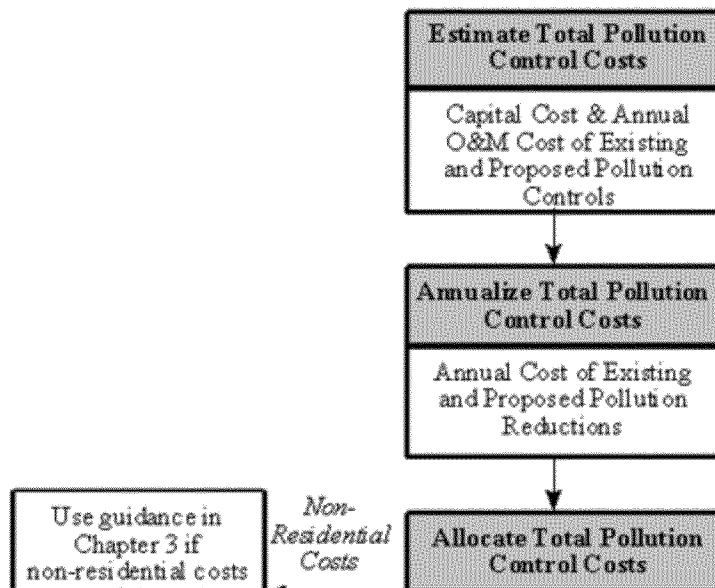 Estimate Total Pollution
Control Costs
Capital Cost & Annual
O&M Cost of Existing
and Proposed Pollution
Controls
Annualize Total Pollution
Control Costs
Annual Cost of Existing
and Proposed Pollution
Reductions
Use guidance in
Chapter 3 if
non-residential costs
Non-
Residential
Costs
Allocate Total Pollution
Control Costs